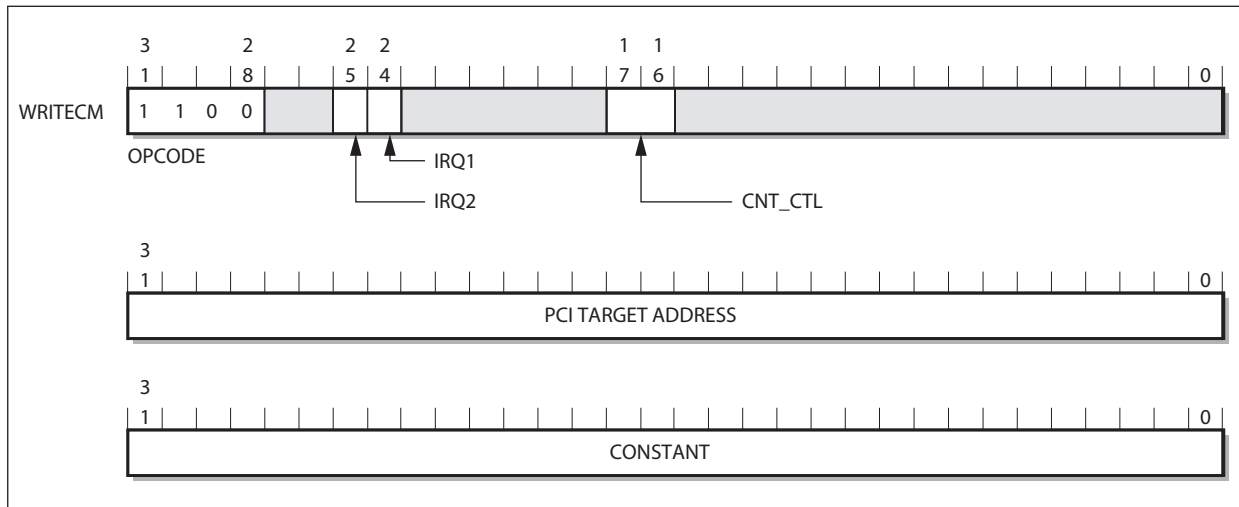 3 2 2 2 1 1
1 8 5 4 7 6 0
WRITECM 1 1 0 0
OPCODE
IRQ1
IRQ2 CNT_CTL
3
1 0
PCI TARGET ADDRESS
3
1 0
CONSTANT